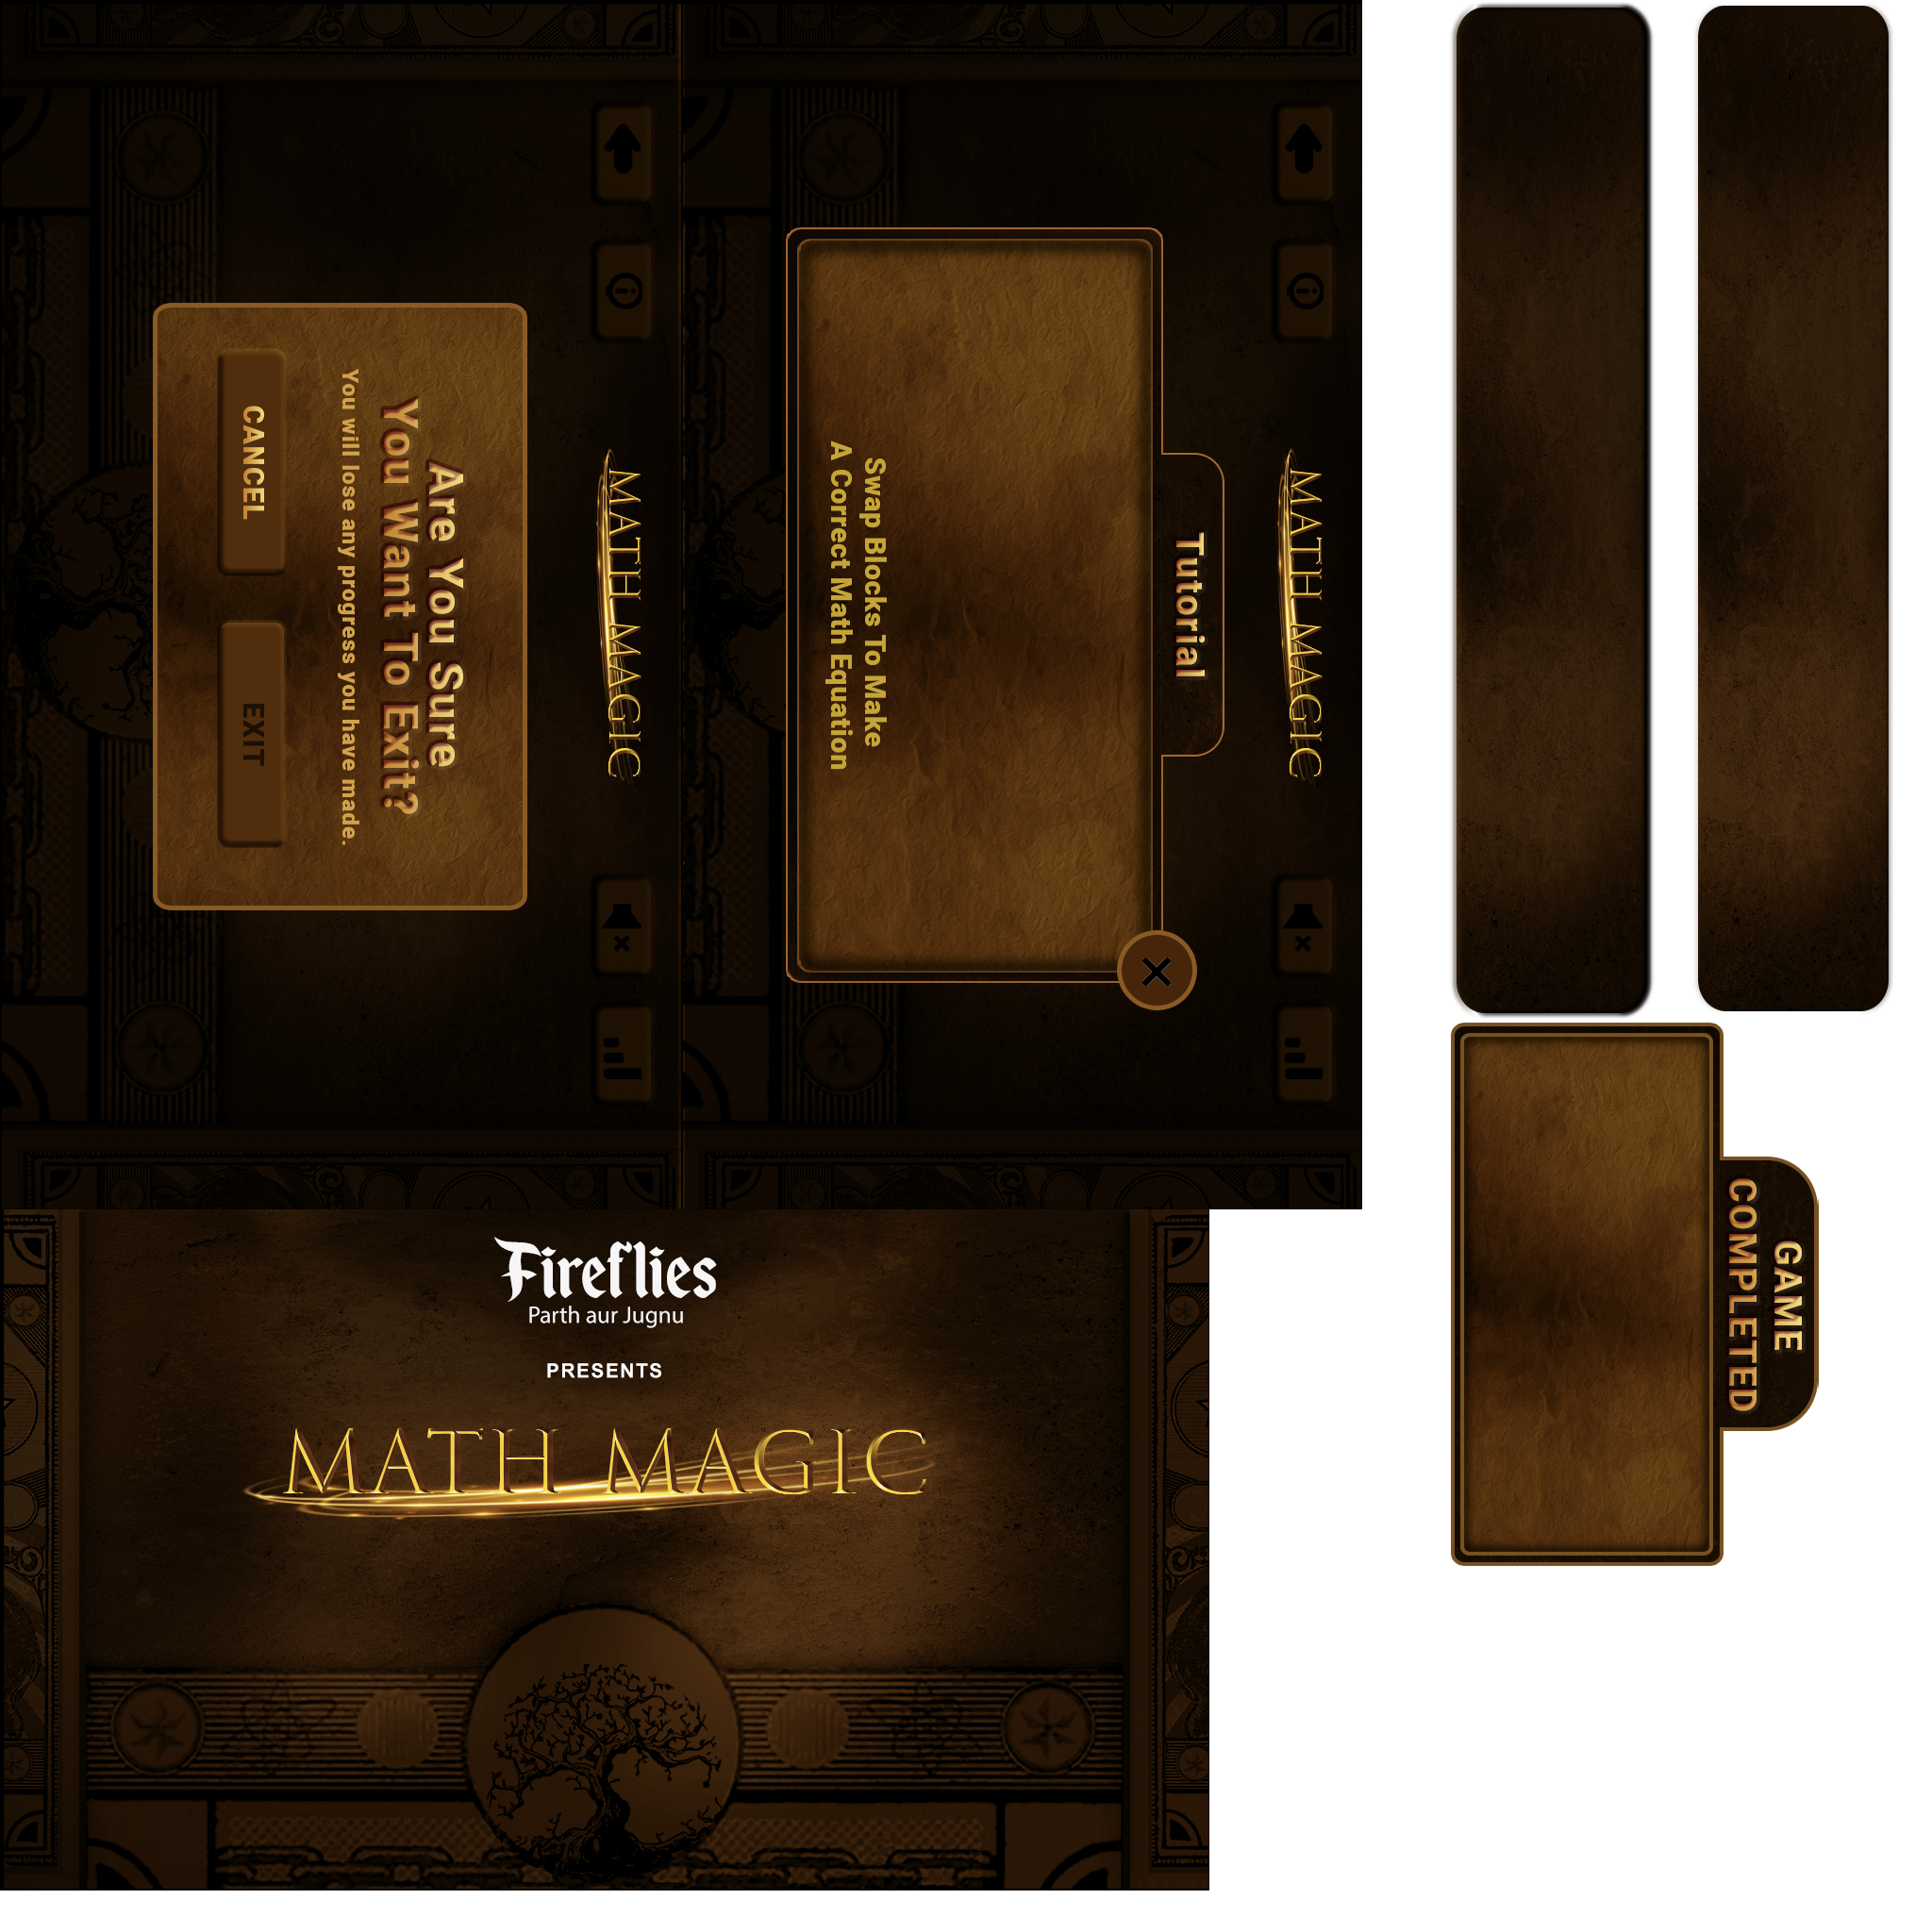 Are You Sure
You Want To Exit?
You will lose any progress you have made.
CANCEL
EXIT
MATH MAGIC
Tutorial
Swap Blocks To Make
A Correct Math Equation
MATH MAGIC
GAME
COMPLETED
Fireflies
Parth aur Jugnu
PRESENTS
MATH MAGIC